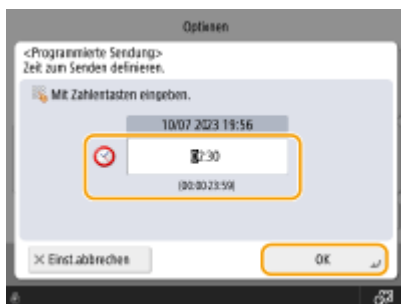 Optionen
<Programmierte Sendung>
Zeit zum Senden definieren.
Mit Zahlentasten eingeben.
10/07 2023 19:56
2:30
(00:00 23:59)
× Einst.abbrechen
OK